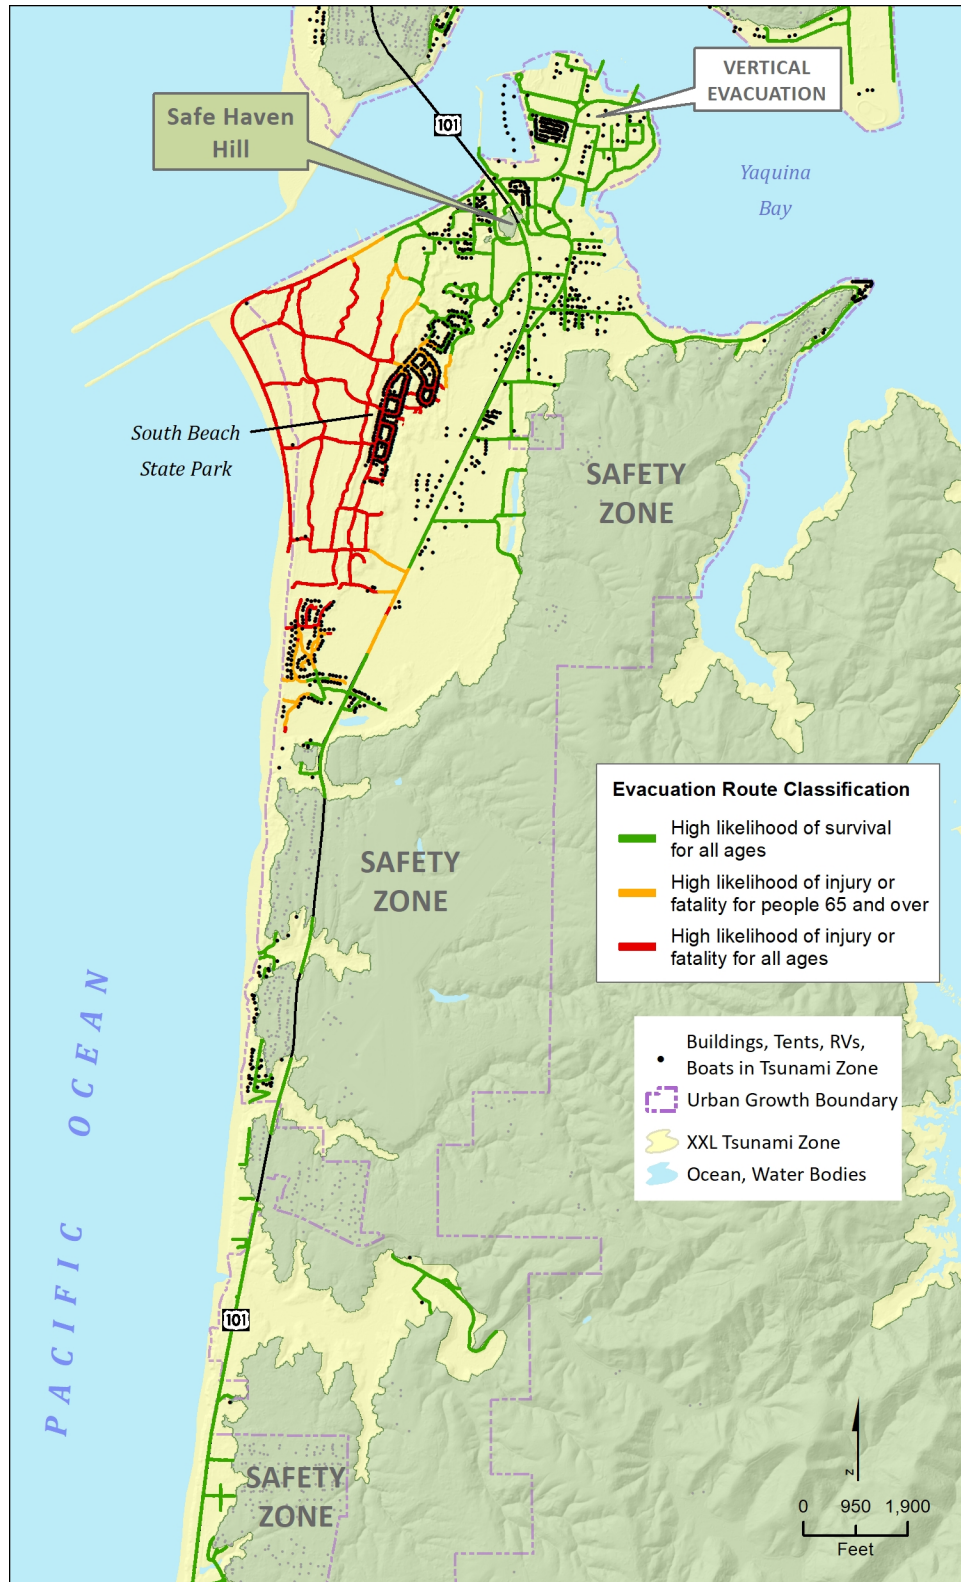 VERTICAL
EVACUATION
Safe Haven
Hill
101
Yaquina
Bay
South Beach
State Park
SAFETY
ZONE
Evacuation Route Classification
High likelihood of survival
for all ages
High likelihood of injury or
fatality for people 65 and over
High likelihood of injury or
fatality for all ages
SAFETY
ZONE
PACIFIC OCEAN
Buildings, Tents, RVs,
Boats in Tsunami Zone
Urban Growth Boundary
XXL Tsunami Zone
Ocean, Water Bodies
101
SAFETY
ZONE
N
0 950 1,900
Feet